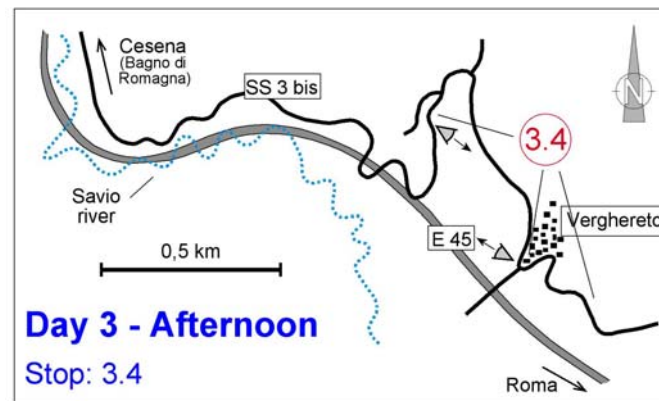 Cesena
(Bagno di
Romagna)
SS 3 bis
N
3.4
Savio
river
Verghereto
E 45
0,5 km
Day 3 - Afternoon
Stop: 3.4
Roma